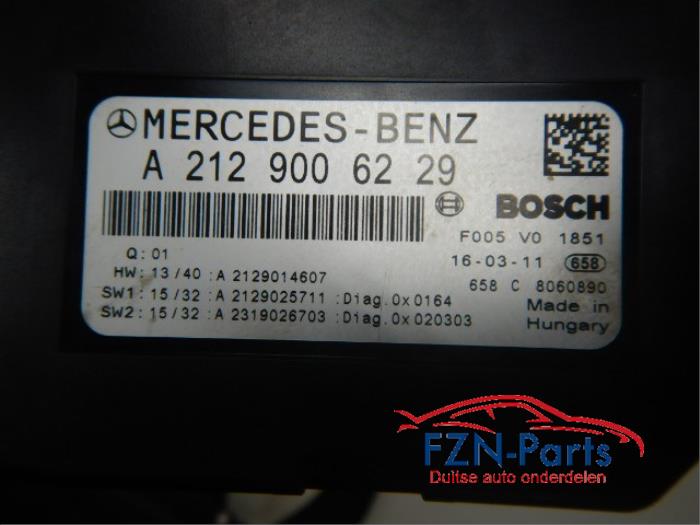 MERCEDES-BENZ
A 212 900 62 29
BOSCH
F005 V0 1851
Q: 01
16-03-11 658
HW: 13/40 :A 2129014607
658 C 8060890
SW1: 15/32 :A 2129025711 :Diag.0x0164
Made in
SW2: 15/32 :A 2319026703 :Diag.0x020303
Hungary
FZN-Parts
Duitse auto onderdelen